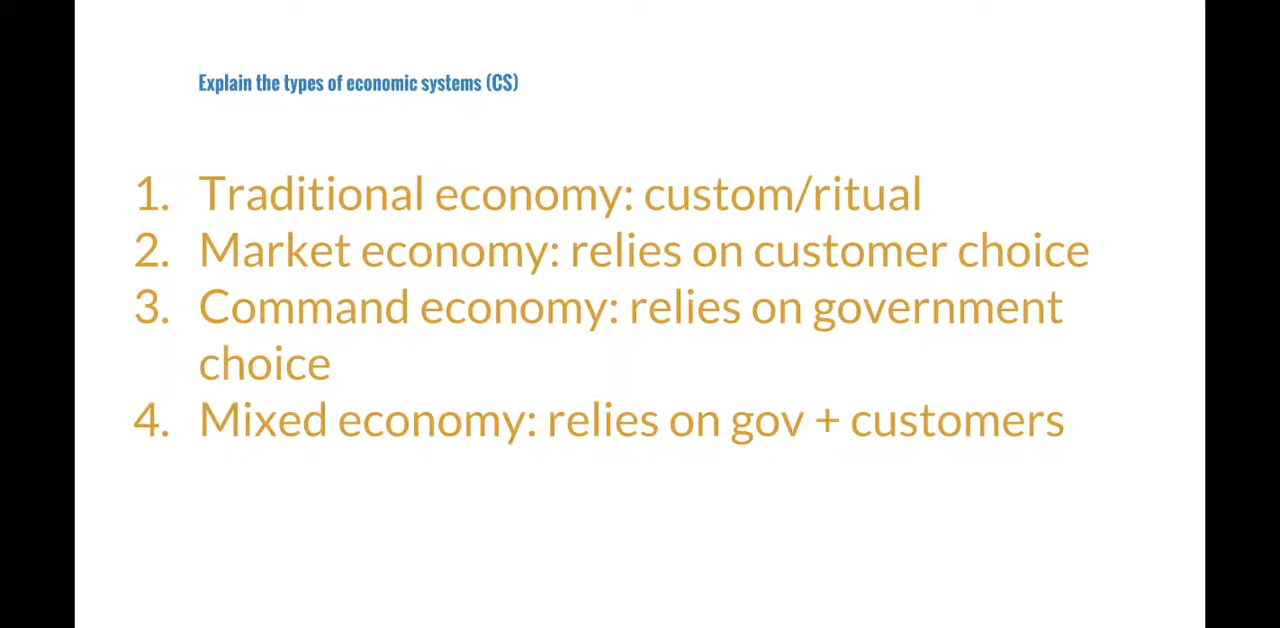 Explain the types of economic systems (CS)
1. Traditional economy: custom/ritual
2. Market economy: relies on customer choice
3. Command economy: relies on government
choice
4. Mixed economy: relies on gov + customers